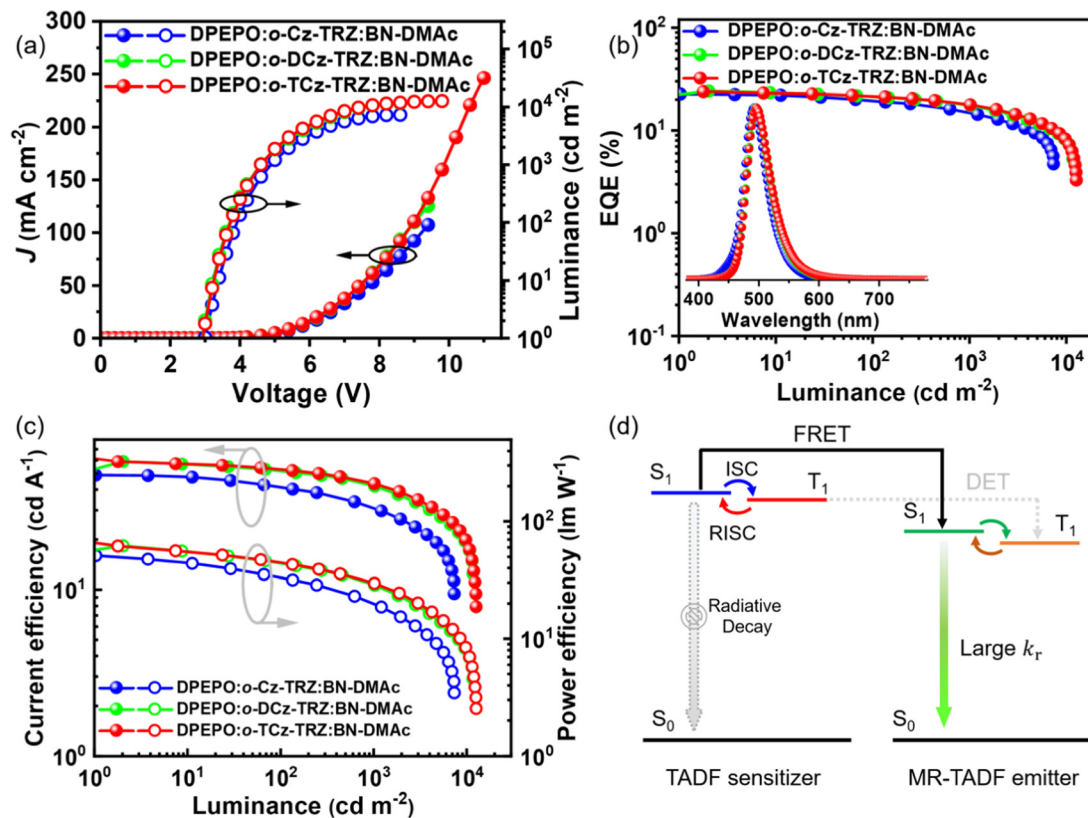 (a)
300
250
200
150
100
50
0
J (mA cm⁻²)
DPEPO:o-Cz-TRZ:BN-DMAc
DPEPO:o-DCz-TRZ:BN-DMAc
DPEPO:o-TCz-TRZ:BN-DMAc
10⁵
10⁴
10³
10²
10¹
10⁰
Luminance (cd m⁻²)
0 2 4 6 8 10
Voltage (V)
(b)
10²
10¹
10⁰
10⁻¹
EQE (%)
DPEPO:o-Cz-TRZ:BN-DMAc
DPEPO:o-DCz-TRZ:BN-DMAc
DPEPO:o-TCz-TRZ:BN-DMAc
400 500 600 700
Wavelength (nm)
10⁰ 10¹ 10² 10³ 10⁴
Luminance (cd m⁻²)
(c)
10¹
10⁰
Current efficiency (cd A⁻¹)
10²
10¹
10⁰
Power efficiency (lm W⁻¹)
DPEPO:o-Cz-TRZ:BN-DMAc
DPEPO:o-DCz-TRZ:BN-DMAc
DPEPO:o-TCz-TRZ:BN-DMAc
10⁰ 10¹ 10² 10³ 10⁴
Luminance (cd m⁻²)
(d)
FRET
S₁
ISC
T₁
RISC
DET
S₁
T₁
Radiative
Decay
Large kᵣ
S₀
S₀
TADF sensitizer
MR-TADF emitter